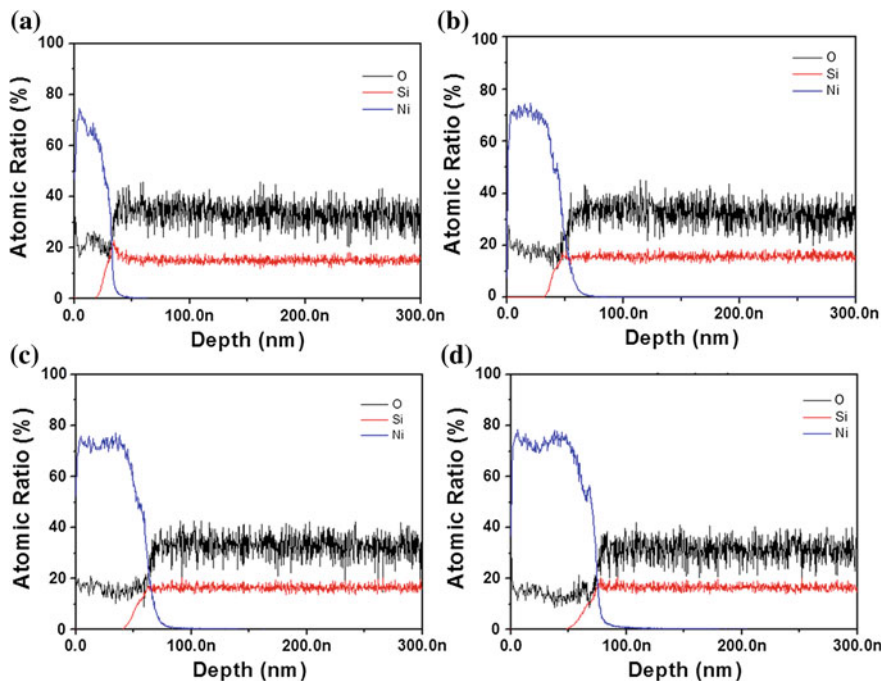 (a)
100
80
60
40
20
0
Atomic Ratio (%)
O
Si
Ni
0.0
100.0n
200.0n
300.0n
Depth (nm)
(b)
100
80
60
40
20
0
Atomic Ratio (%)
O
Si
Ni
0.0
100.0n
200.0n
300.0n
Depth (nm)
(c)
100
80
60
40
20
0
Atomic Ratio (%)
O
Si
Ni
0.0
100.0n
200.0n
300.0n
Depth (nm)
(d)
100
80
60
40
20
0
Atomic Ratio (%)
O
Si
Ni
0.0
100.0n
200.0n
300.0n
Depth (nm)